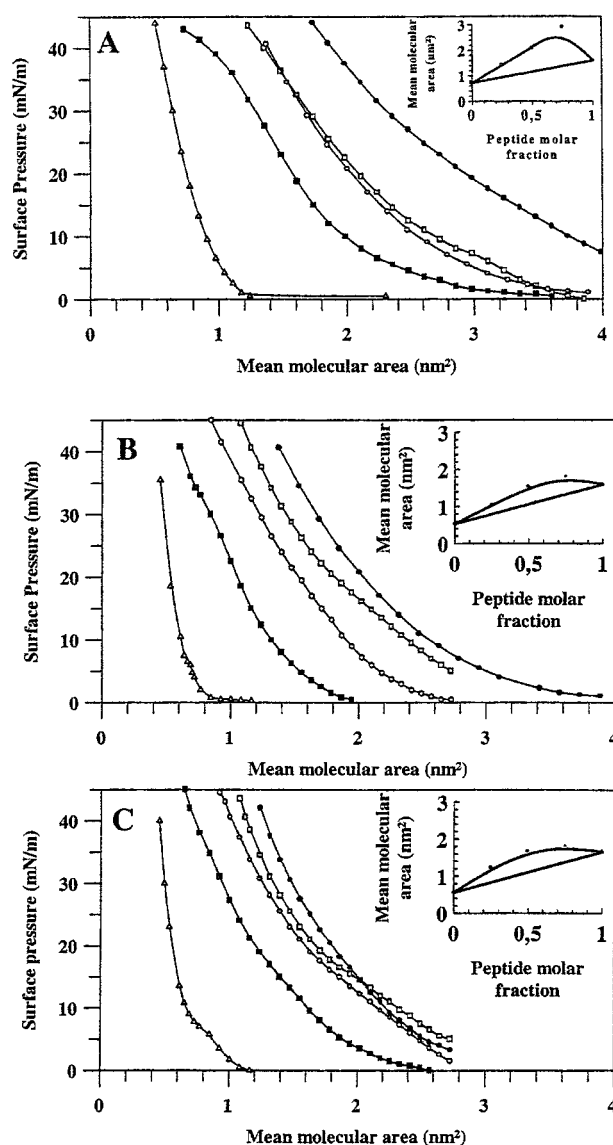 A
Surface Pressure (mN/m)
40
30
20
10
0
0
1
2
3
4
Mean molecular area (nm²)
Mean molecular
area (nm²)
3
2
1
0
0
0,5
1
Peptide molar
fraction
B
Surface Pressure (mN/m)
40
30
20
10
0
0
1
2
3
4
Mean molecular area (nm²)
Mean molecular
area (nm²)
3
2
1
0
0
0,5
1
Peptide molar
fraction
C
Surface pressure (mN/m)
40
30
20
10
0
0
1
2
3
4
Mean molecular area (nm²)
Mean molecular
area (nm²)
3
2
1
0
0
0,5
1
Peptide molar
fraction